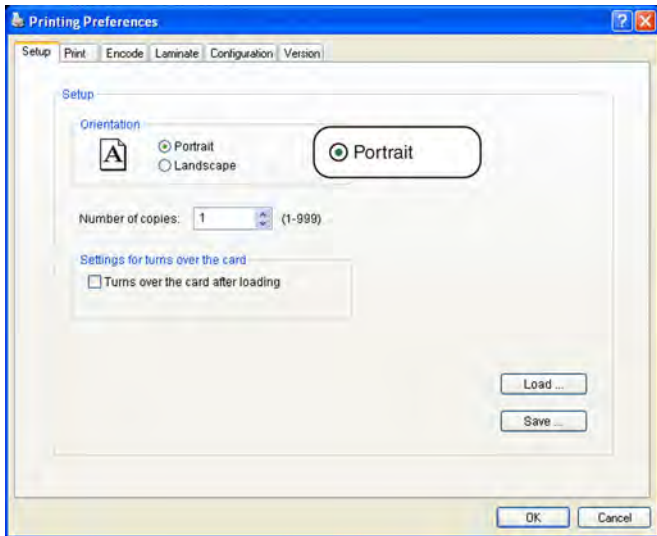 Printing Preferences
Setup Print Encode Laminate Configuration Version
Setup
Orientation
A
Portrait
Landscape
Portrait
Number of copies: 1 (1-999)
Settings for turns over the card
Turns over the card after loading
Load ...
Save ...
OK Cancel